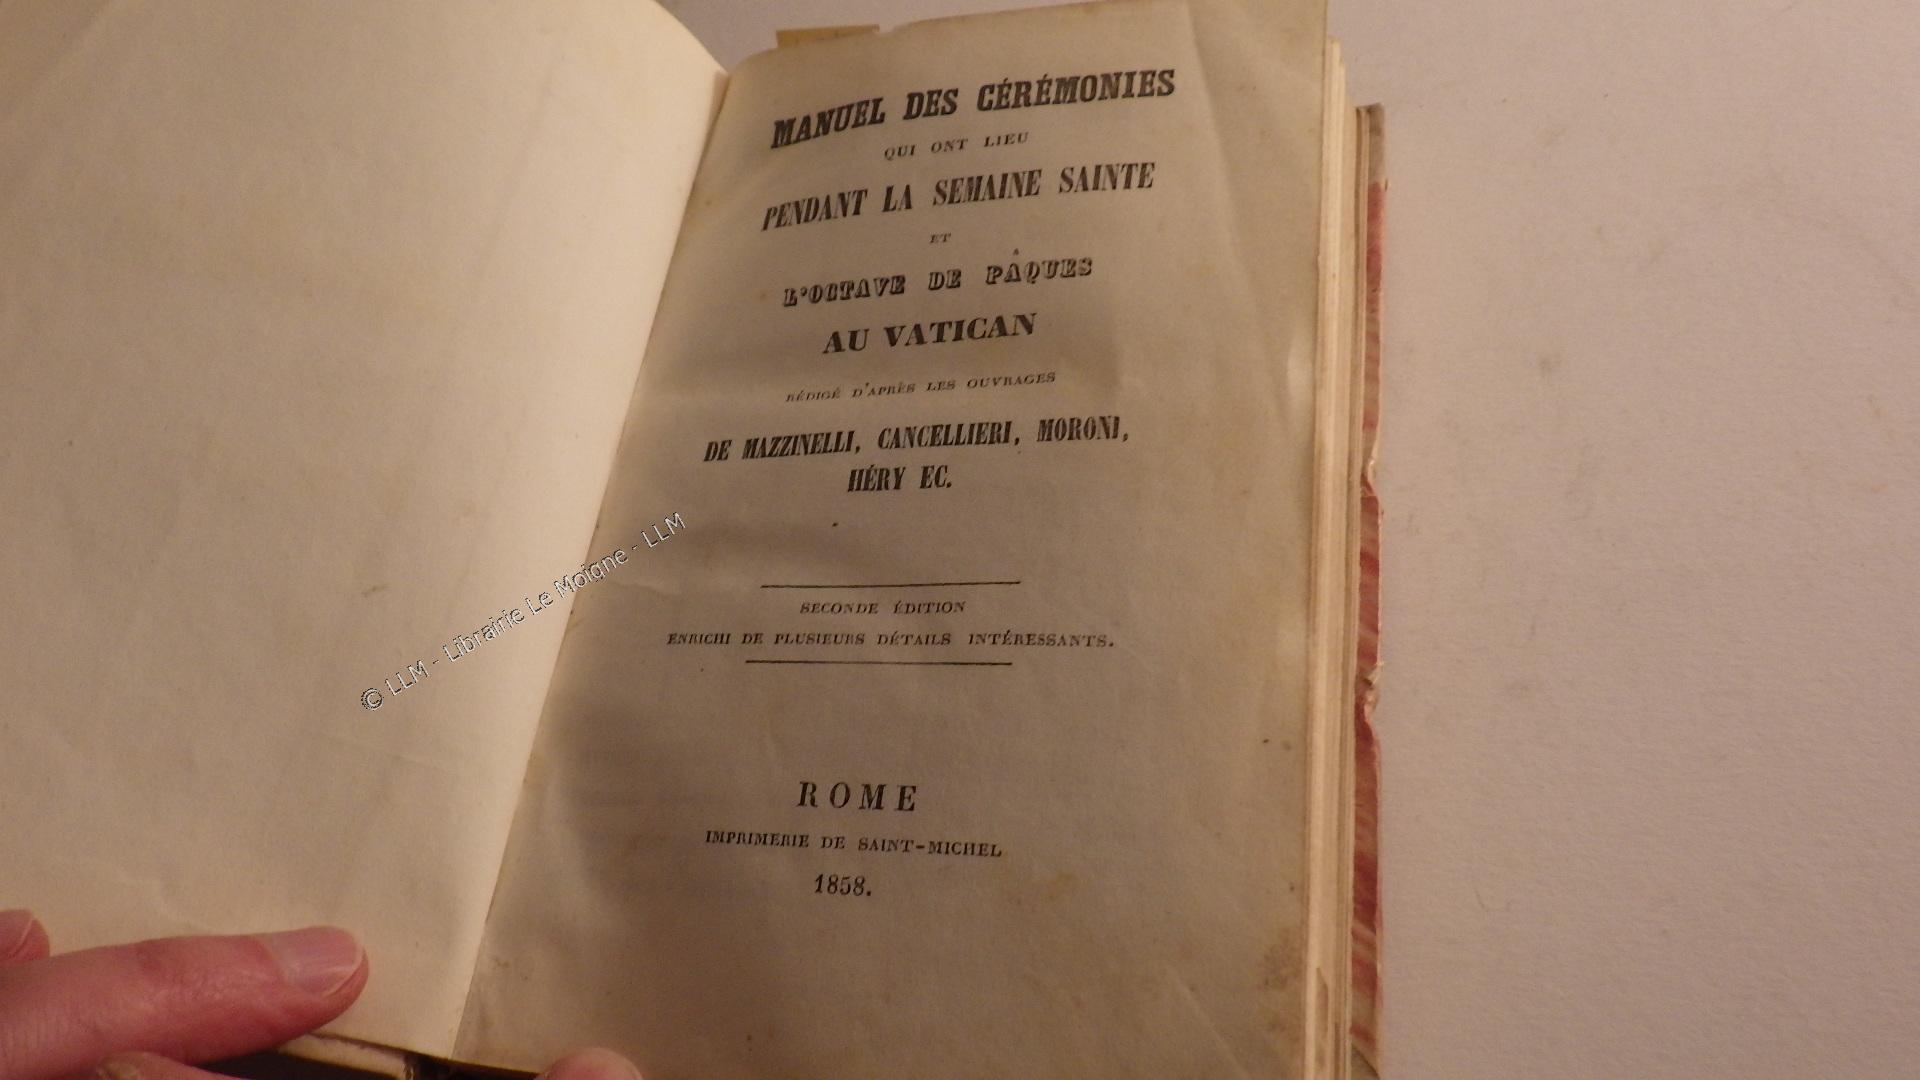 MANUEL DES CÉRÉMONIES
QUI ONT LIEU
PENDANT LA SEMAINE SAINTE
ET
L'OCTAVE DE PÂQUES
AU VATICAN
RÉDIGÉ D'APRÈS LES OUVRAGES
DE MAZZINELLI, CANCELLIERI, MORONI,
HÉRY EC.
SECONDE ÉDITION
ENRICHI DE PLUSIEURS DÉTAILS INTÉRESSANTS.
ROME
IMPRIMERIE DE SAINT-MICHEL
1858.
© LLM - Librairie Le Moigne - LLM